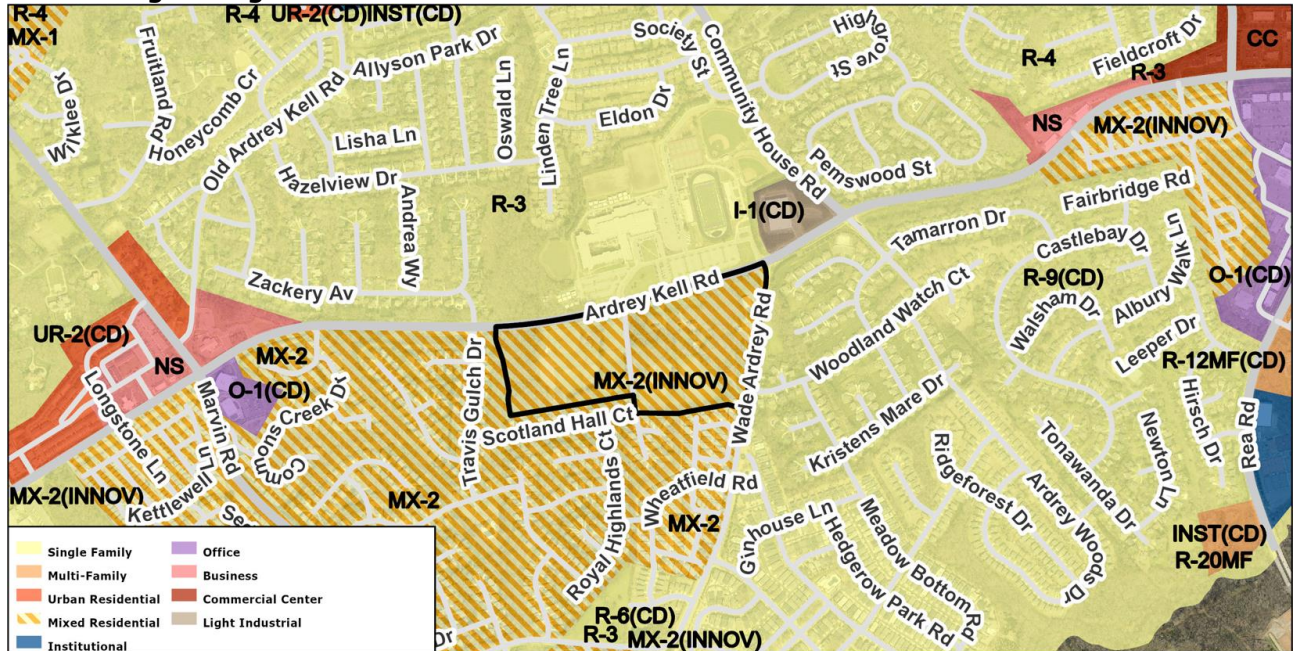 R-4
MX-1
R-4
UR-2(CD)
INST(CD)
Fruitland Rd
Wilklee Dr
Honeycomb Cr
Old Ardrey Kell Rd
Allyson Park Dr
Lisha Ln
Hazelview Dr
Andrea Wy
Oswald Ln
Linden Tree Ln
Society St
Eldon Dr
Community House Rd
Highgrove St
Pemswood St
R-4
Fieldcroft Dr
R-3
CC
NS
MX-2(INNOV)
R-3
I-1(CD)
Zackery Av
Ardrey Kell Rd
Wade Ardrey Rd
Tamarron Dr
Fairbridge Rd
Castlebay Dr
Albury Walk Ln
R-9(CD)
Walsham Dr
O-1(CD)
Leeper Dr
R-12MF(CD)
UR-2(CD)
NS
MX-2
O-1(CD)
Longstone Ln
Marvin Rd
Commons Creek Dr
Travis Gulch Dr
MX-2(INNOV)
Scotland Hall Ct
Woodland Watch Ct
Kristens Mare Dr
Hirsch Dr
Rea Rd
Newton Ln
Tonawanda Dr
Ridgeforest Dr
Ardrey Woods Dr
MX-2(INNOV)
Kettlewell Ln
MX-2
Royal Highlands Ct
Wheatfield Rd
MX-2
Ginhouse Ln
Hedgerow Park Rd
Meadow Bottom Rd
INST(CD)
R-20MF
R-6(CD)
R-3
MX-2(INNOV)
Dr
Single Family
Multi-Family
Urban Residential
Mixed Residential
Institutional
Office
Business
Commercial Center
Light Industrial